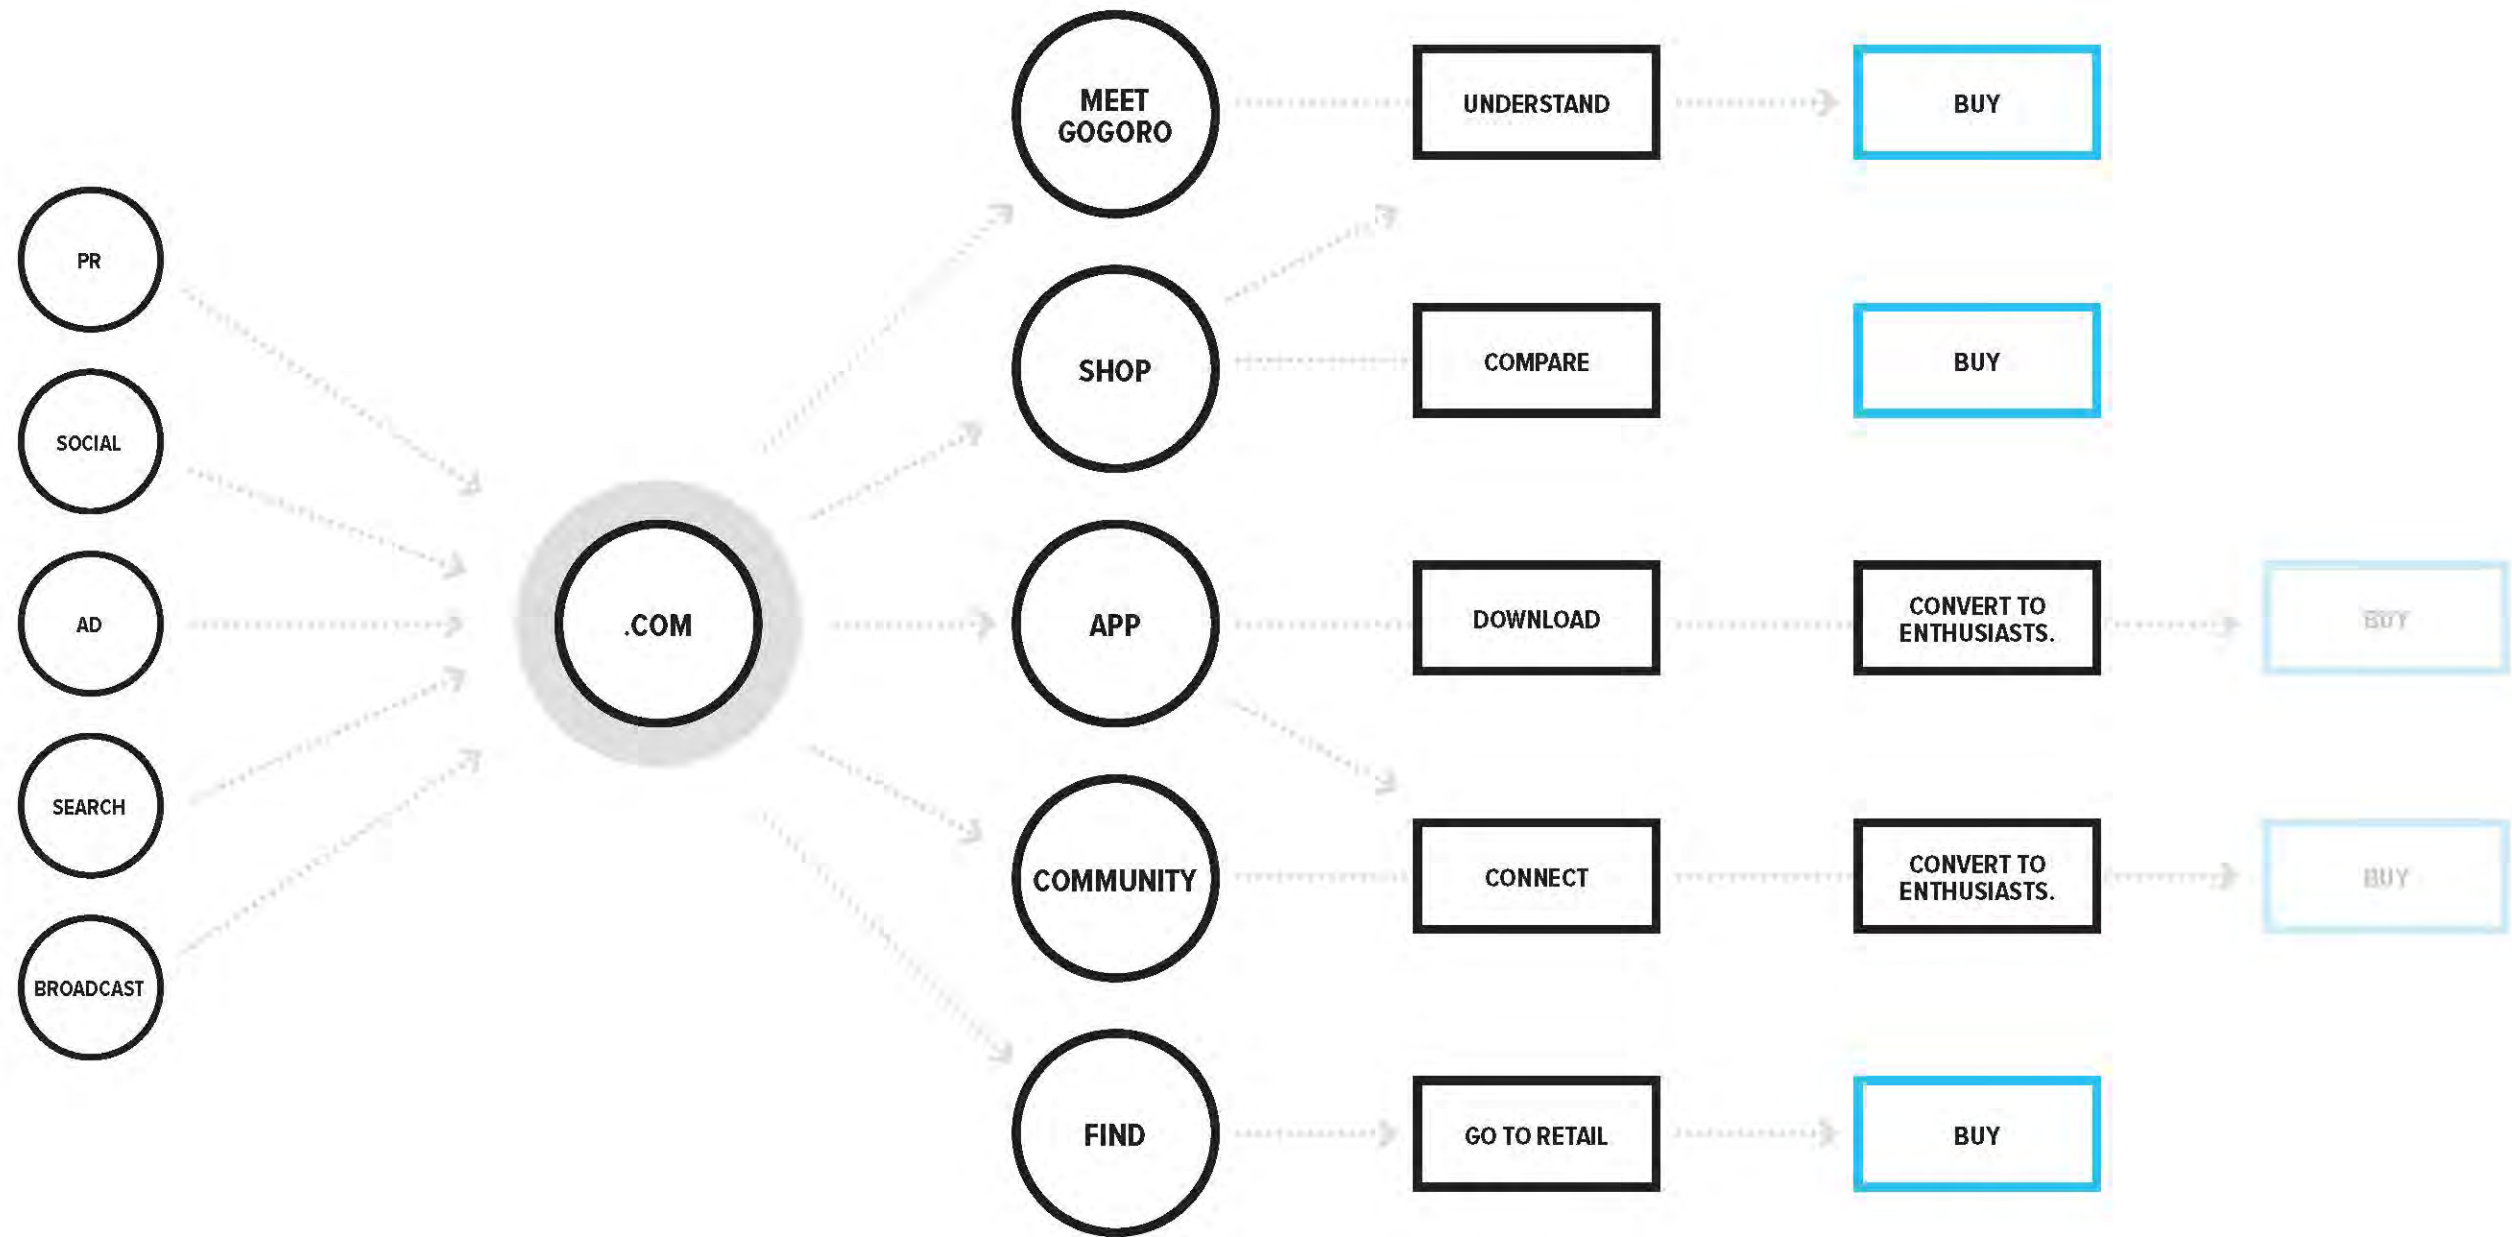 PR
SOCIAL
AD
SEARCH
BROADCAST
.COM
MEET
GOGORO
UNDERSTAND
BUY
SHOP
COMPARE
BUY
APP
DOWNLOAD
CONVERT TO
ENTHUSIASTS.
BUY
COMMUNITY
CONNECT
CONVERT TO
ENTHUSIASTS.
BUY
FIND
GO TO RETAIL
BUY